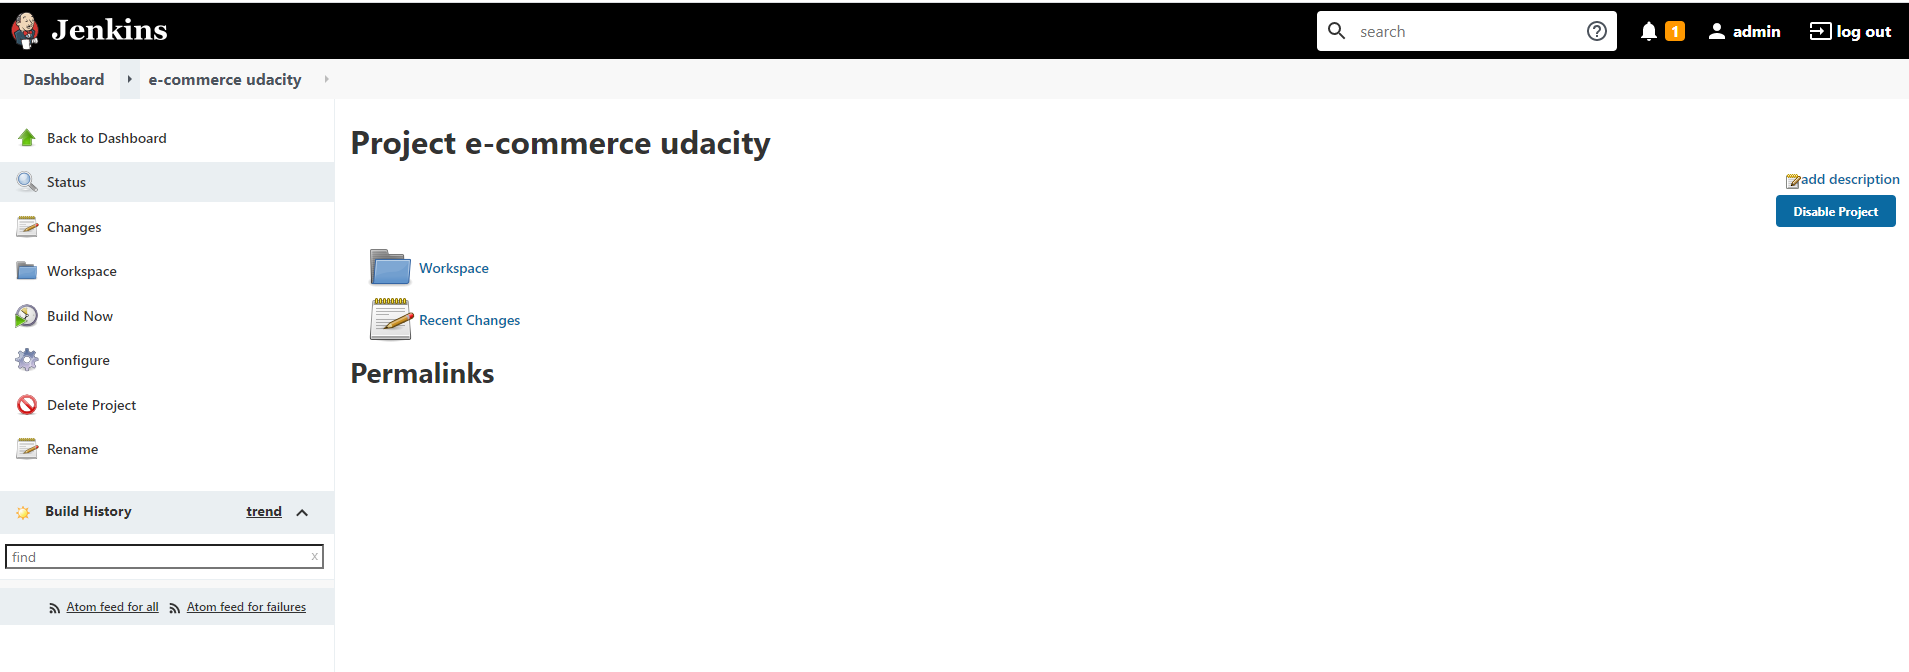 Jenkins
search
1
admin
log out
Dashboard
e-commerce udacity
Back to Dashboard
Status
Changes
Workspace
Build Now
Configure
Delete Project
Rename
Build History
trend
find
x
Atom feed for all
Atom feed for failures
Project e-commerce udacity
add description
Disable Project
Workspace
Recent Changes
Permalinks